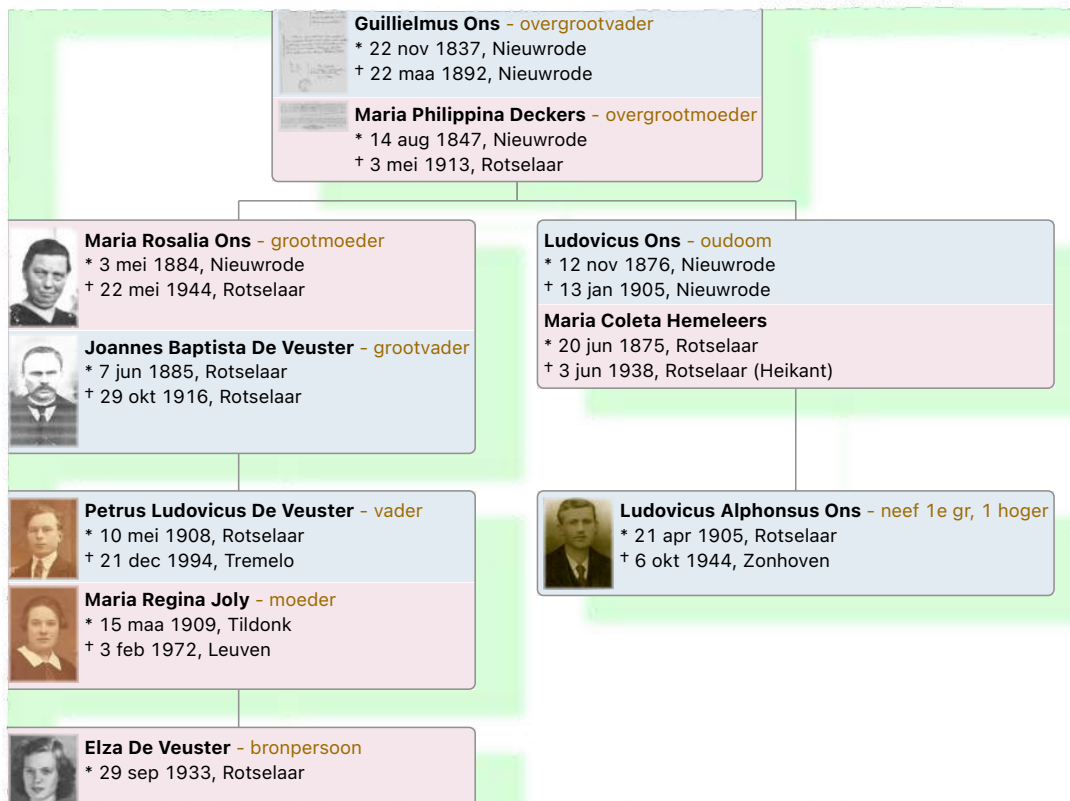 Guillielmus Ons - overgrootvader
* 22 nov 1837, Nieuwrode
† 22 maa 1892, Nieuwrode
Maria Philippina Deckers - overgrootmoeder
* 14 aug 1847, Nieuwrode
† 3 mei 1913, Rotselaar
Maria Rosalia Ons - grootmoeder
* 3 mei 1884, Nieuwrode
† 22 mei 1944, Rotselaar
Joannes Baptista De Veuster - grootvader
* 7 jun 1885, Rotselaar
† 29 okt 1916, Rotselaar
Ludovicus Ons - oudoom
* 12 nov 1876, Nieuwrode
† 13 jan 1905, Nieuwrode
Maria Coleta Hemeleers
* 20 jun 1875, Rotselaar
† 3 jun 1938, Rotselaar (Heikant)
Petrus Ludovicus De Veuster - vader
* 10 mei 1908, Rotselaar
† 21 dec 1994, Tremelo
Maria Regina Joly - moeder
* 15 maa 1909, Tildonk
† 3 feb 1972, Leuven
Ludovicus Alphonsus Ons - neef 1e gr, 1 hoger
* 21 apr 1905, Rotselaar
† 6 okt 1944, Zonhoven
Elza De Veuster - bronpersoon
* 29 sep 1933, Rotselaar